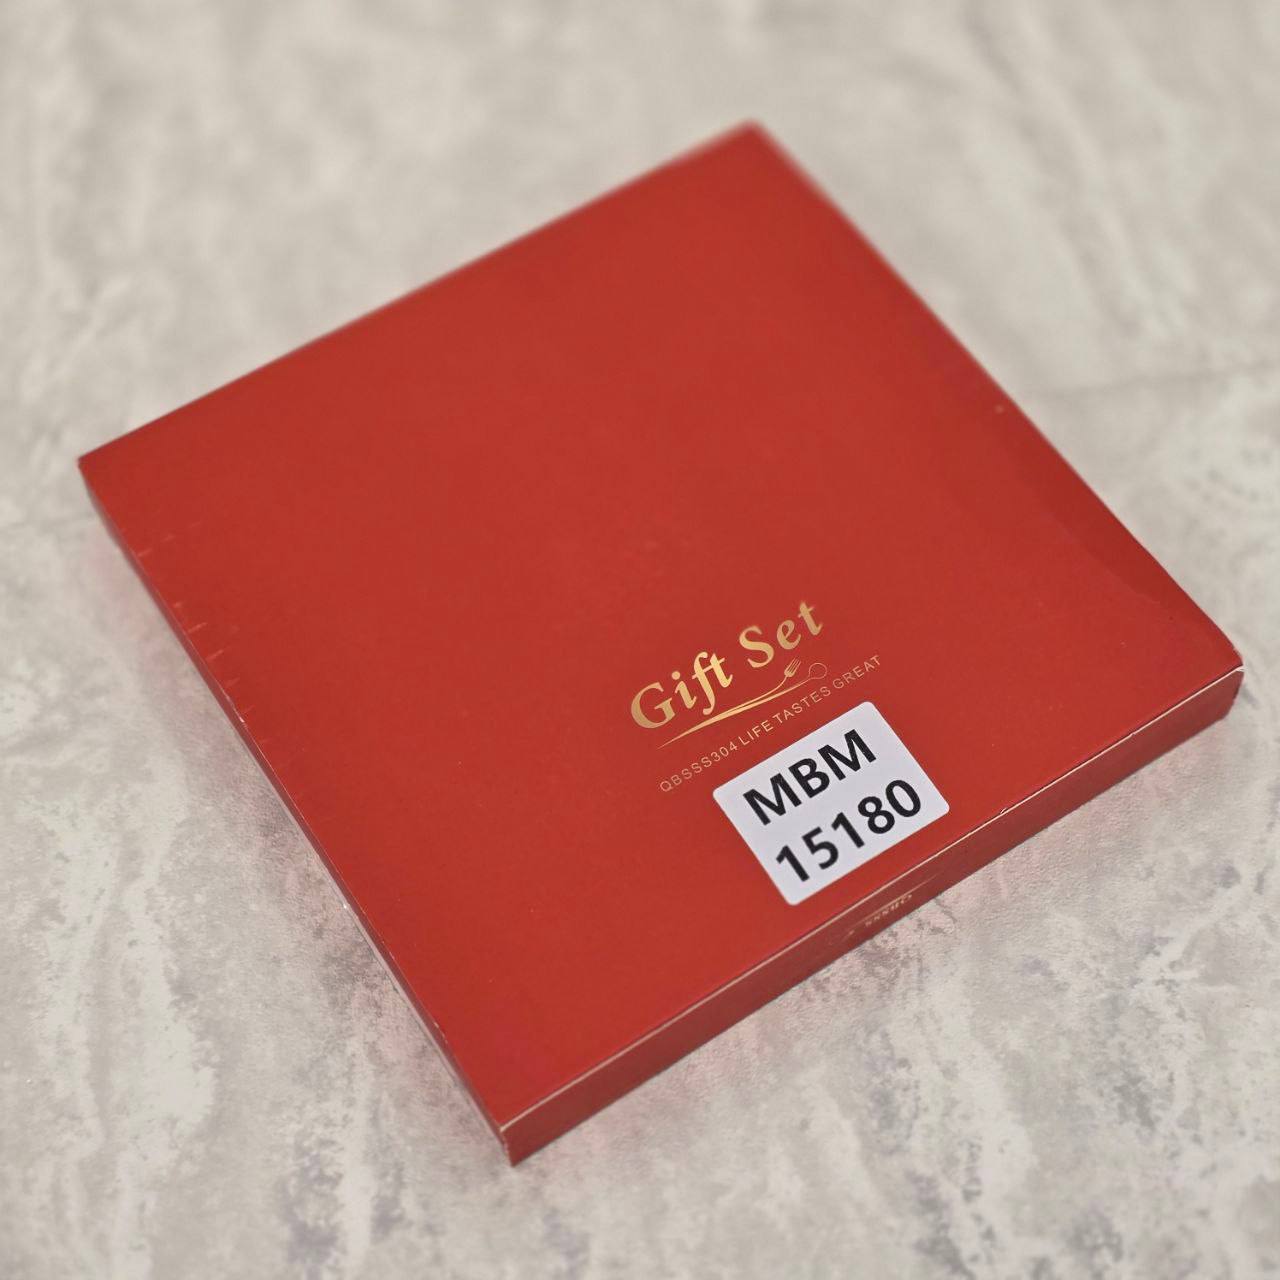 Gift Set
QBSSS304 LIFE TASTES GREAT
MBM
15180